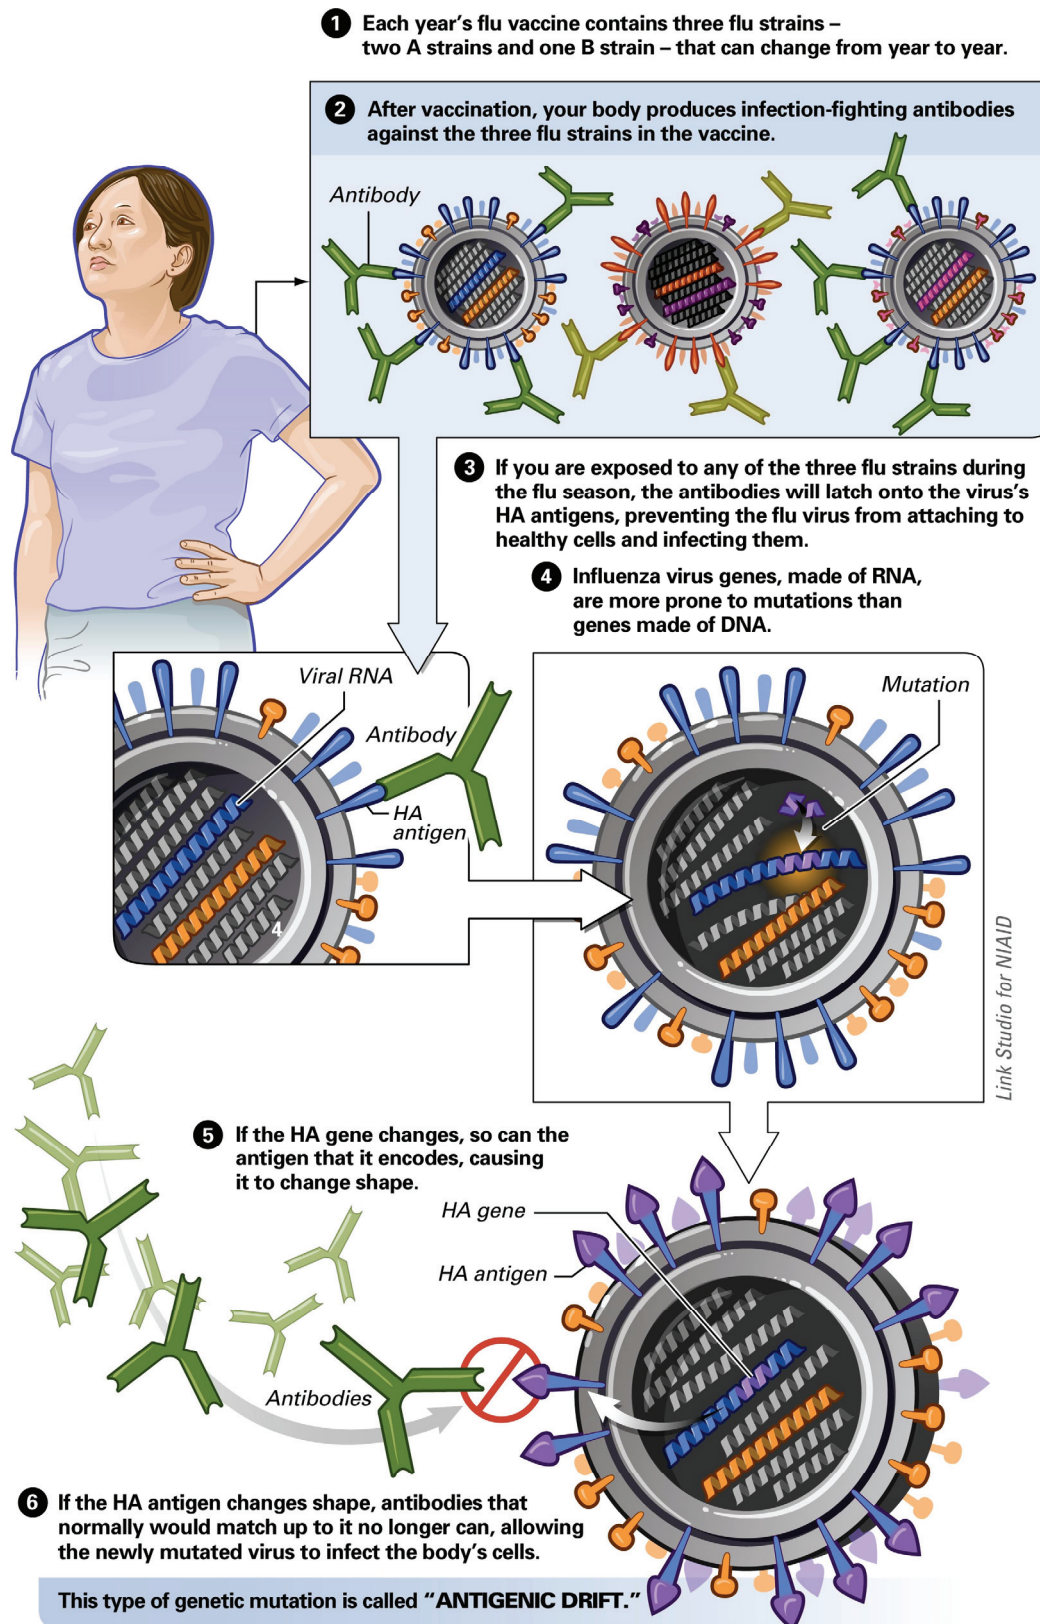 1 Each year's flu vaccine contains three flu strains –
two A strains and one B strain – that can change from year to year.
2 After vaccination, your body produces infection-fighting antibodies
against the three flu strains in the vaccine.
Antibody
3 If you are exposed to any of the three flu strains during
the flu season, the antibodies will latch onto the virus's
HA antigens, preventing the flu virus from attaching to
healthy cells and infecting them.
4 Influenza virus genes, made of RNA,
are more prone to mutations than
genes made of DNA.
Viral RNA
Antibody
HA
antigen
4
Mutation
Link Studio for NIAID
5 If the HA gene changes, so can the
antigen that it encodes, causing
it to change shape.
HA gene
HA antigen
Antibodies
6 If the HA antigen changes shape, antibodies that
normally would match up to it no longer can, allowing
the newly mutated virus to infect the body's cells.
This type of genetic mutation is called "ANTIGENIC DRIFT."